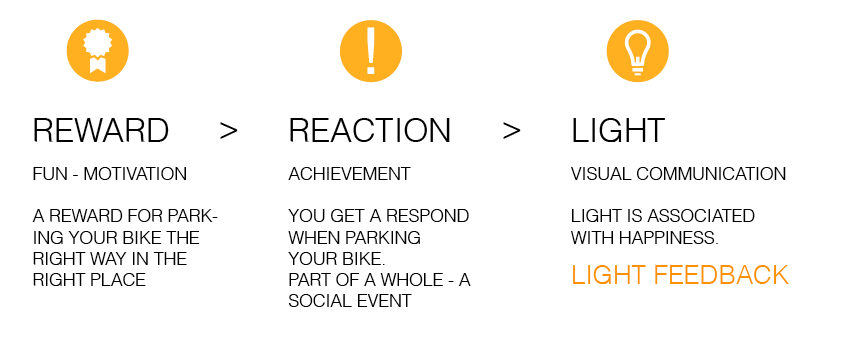 REWARD > REACTION > LIGHT
FUN - MOTIVATION
A REWARD FOR PARK-
ING YOUR BIKE THE
RIGHT WAY IN THE
RIGHT PLACE
ACHIEVEMENT
YOU GET A RESPOND
WHEN PARKING
YOUR BIKE.
PART OF A WHOLE - A
SOCIAL EVENT
VISUAL COMMUNICATION
LIGHT IS ASSOCIATED
WITH HAPPINESS.
LIGHT FEEDBACK